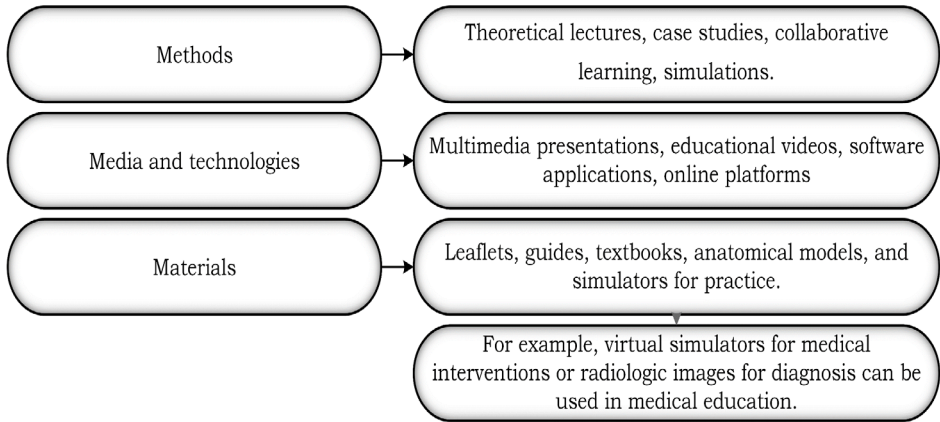 Methods
Theoretical lectures, case studies, collaborative
learning, simulations.
Media and technologies
Multimedia presentations, educational videos, software
applications, online platforms
Materials
Leaflets, guides, textbooks, anatomical models, and
simulators for practice.
For example, virtual simulators for medical
interventions or radiologic images for diagnosis can be
used in medical education.